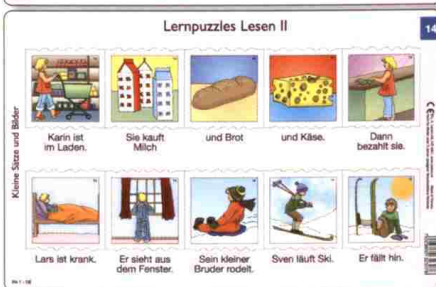 Lernpuzzles Lesen II
14
Kleine Sätze und Bilder
Karin ist
im Laden.
Sie kauft
Milch
und Brot
und Käse.
Dann
bezahlt sie.
Lars ist krank.
Er sieht aus
dem Fenster.
Sein kleiner
Bruder rodelt.
Sven läuft Ski.
Er fällt hin.